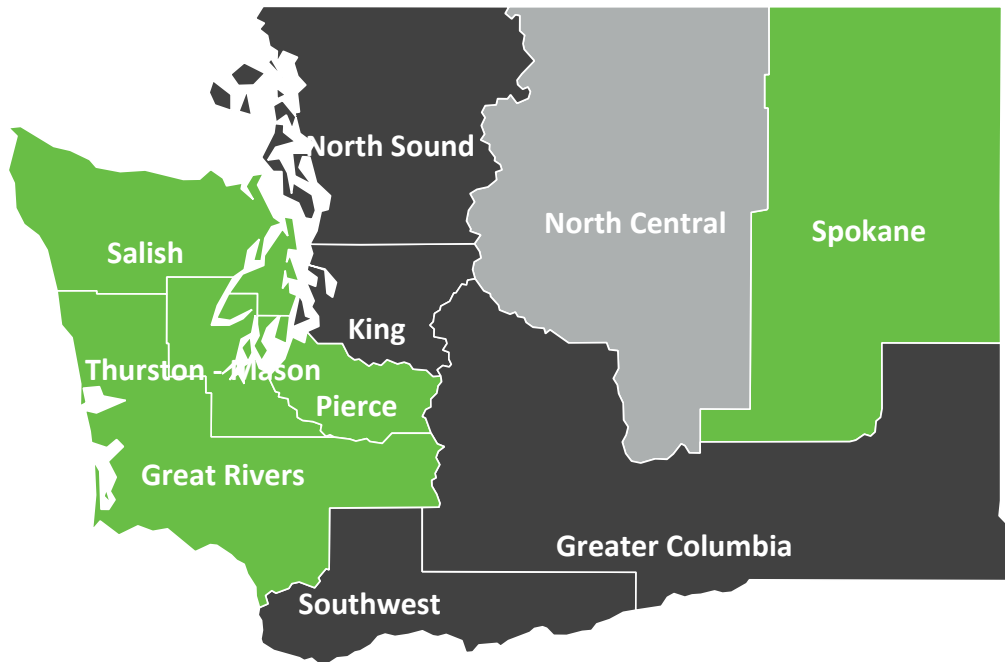 North Sound
North Central
Spokane
Salish
King
Thurston - Mason
Pierce
Great Rivers
Greater Columbia
Southwest